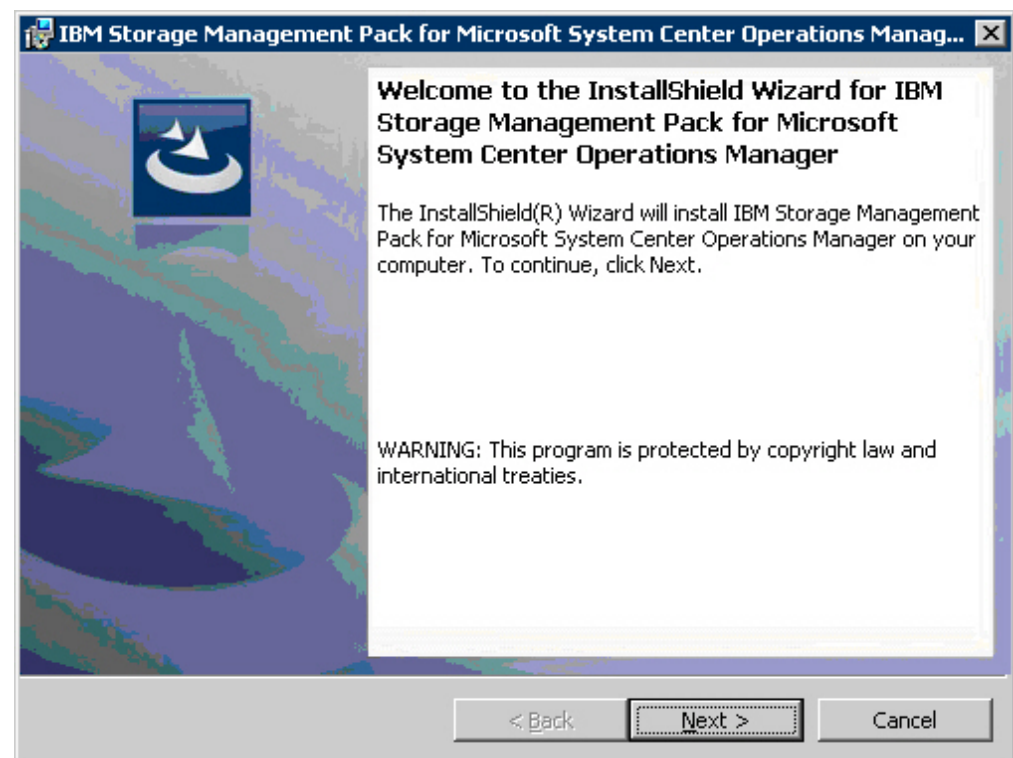 IBM Storage Management Pack for Microsoft System Center Operations Manag...
Welcome to the InstallShield Wizard for IBM
Storage Management Pack for Microsoft
System Center Operations Manager
The InstallShield(R) Wizard will install IBM Storage Management
Pack for Microsoft System Center Operations Manager on your
computer. To continue, click Next.
WARNING: This program is protected by copyright law and
international treaties.
< Back
Next >
Cancel